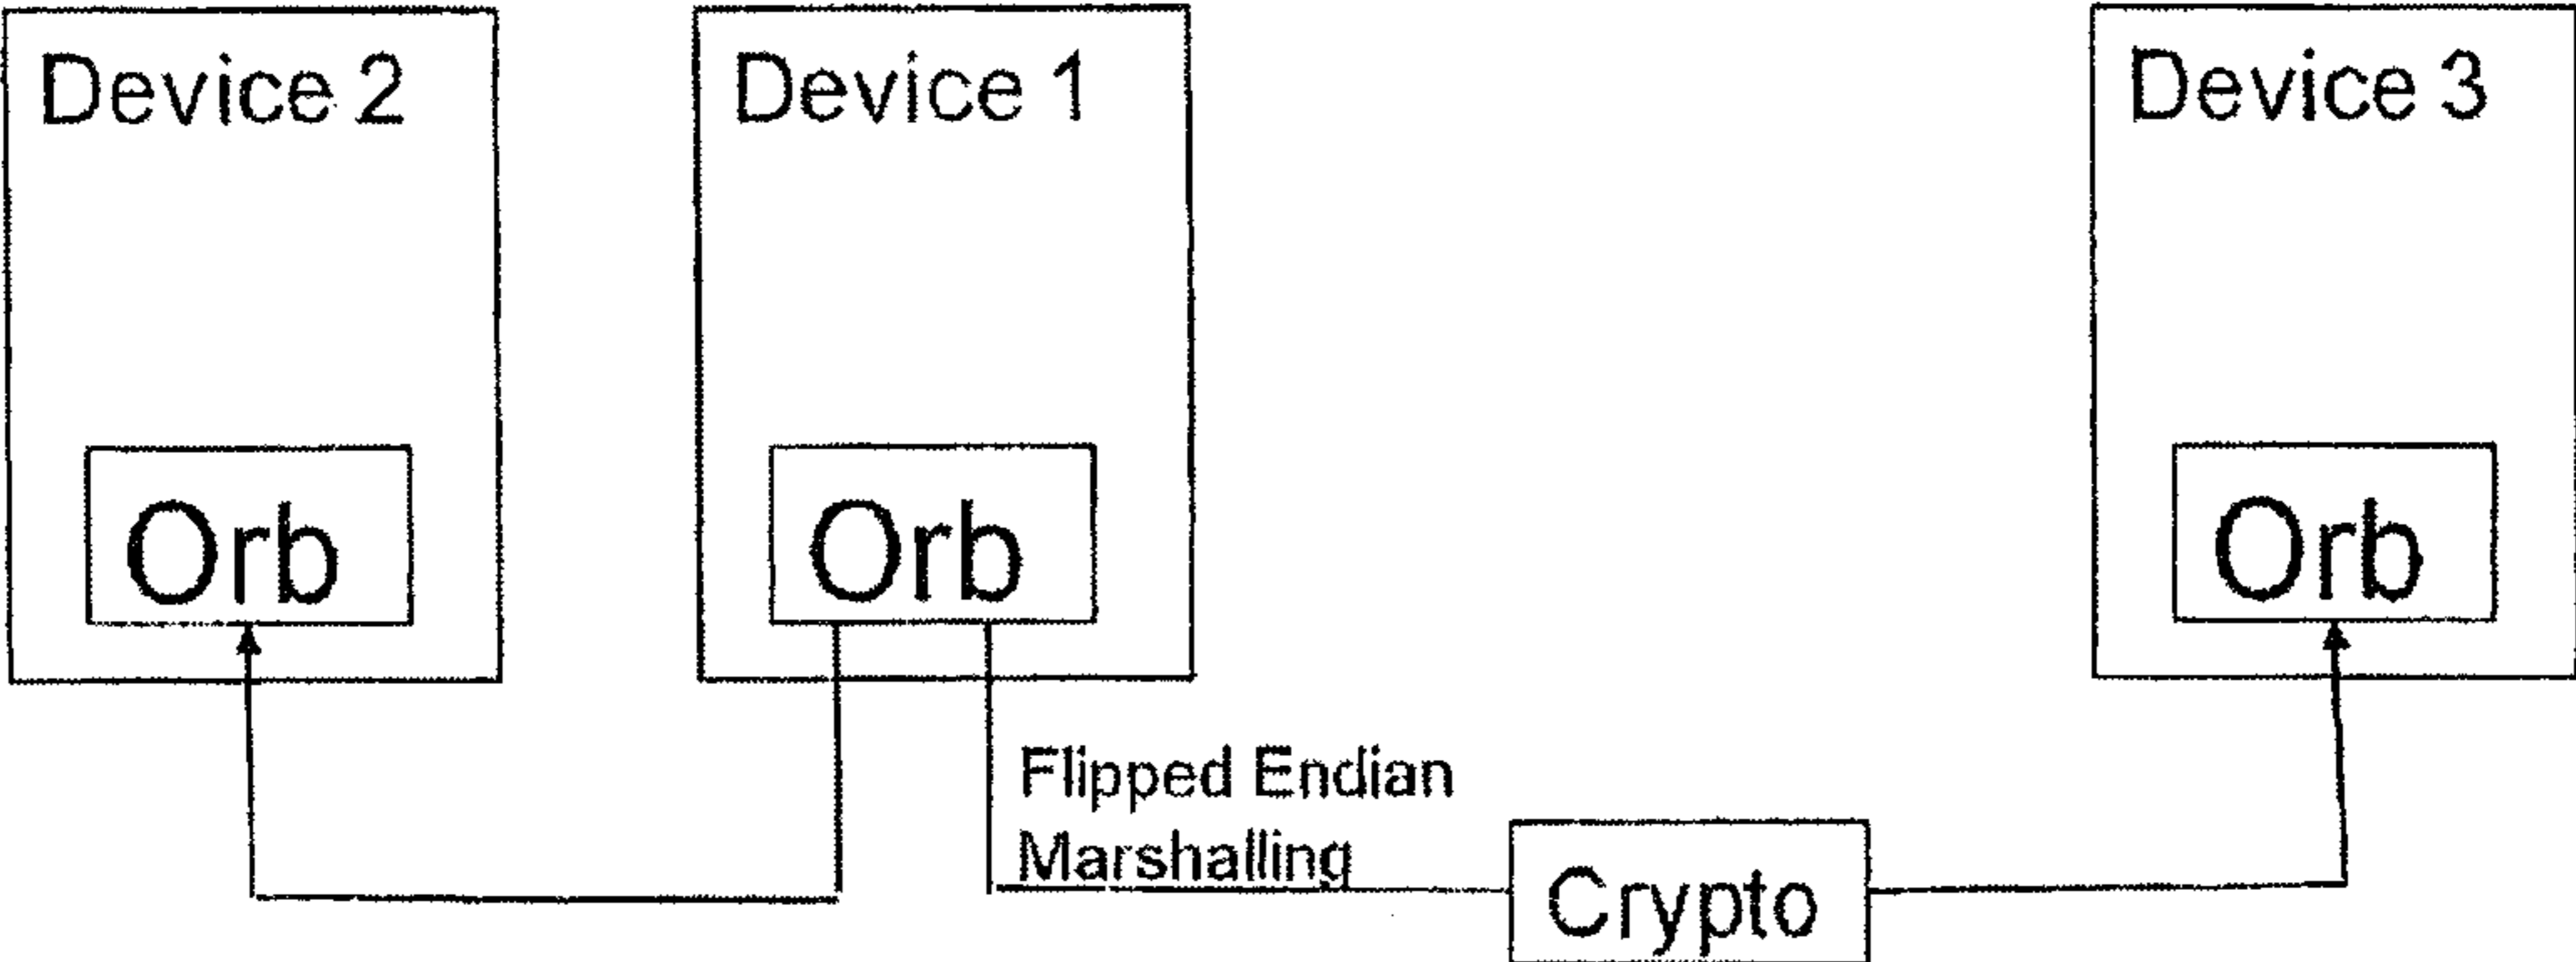 Device 2
Device 1
Device 3
Orb
Orb
Orb
Flipped Endian
Marshalling
Crypto